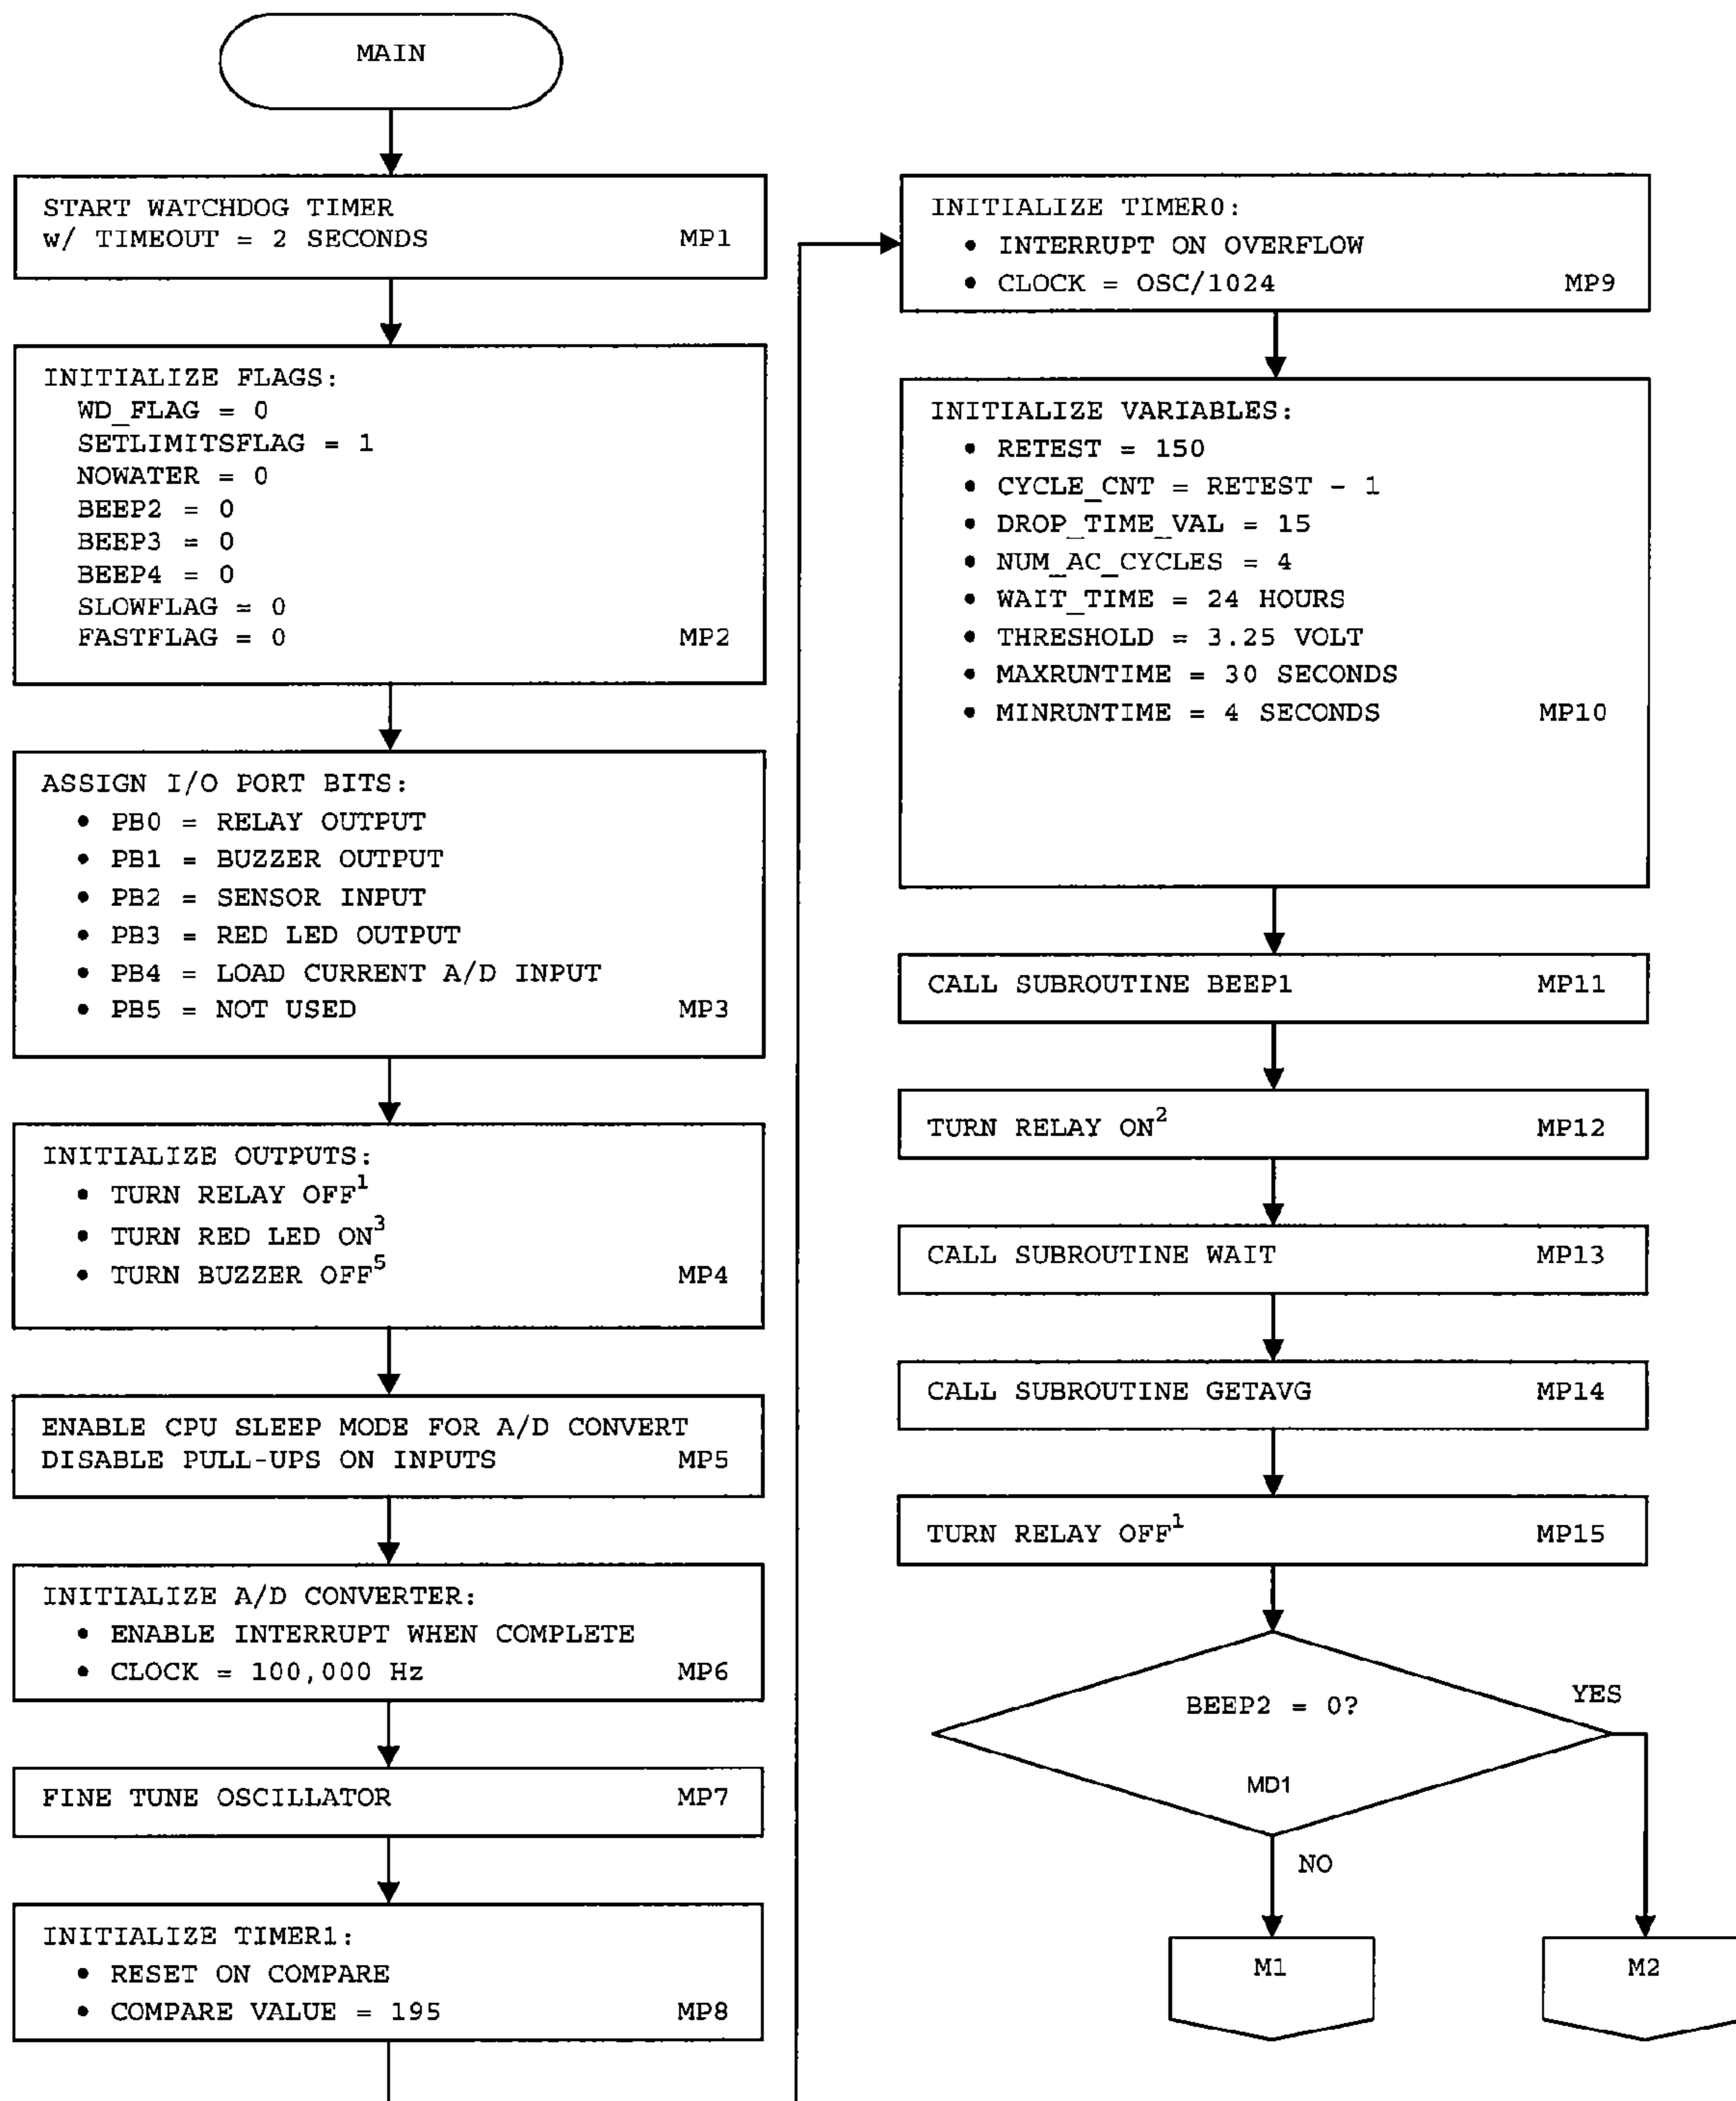 MAIN
START WATCHDOG TIMER
w/ TIMEOUT = 2 SECONDS MP1
INITIALIZE FLAGS:
WD_FLAG = 0
SETLIMITSFLAG = 1
NOWATER = 0
BEEP2 = 0
BEEP3 = 0
BEEP4 = 0
SLOWFLAG = 0
FASTFLAG = 0 MP2
ASSIGN I/O PORT BITS:
• PB0 = RELAY OUTPUT
• PB1 = BUZZER OUTPUT
• PB2 = SENSOR INPUT
• PB3 = RED LED OUTPUT
• PB4 = LOAD CURRENT A/D INPUT
• PB5 = NOT USED MP3
INITIALIZE OUTPUTS:
• TURN RELAY OFF¹
• TURN RED LED ON³
• TURN BUZZER OFF⁵ MP4
ENABLE CPU SLEEP MODE FOR A/D CONVERT
DISABLE PULL-UPS ON INPUTS MP5
INITIALIZE A/D CONVERTER:
• ENABLE INTERRUPT WHEN COMPLETE
• CLOCK = 100,000 Hz MP6
FINE TUNE OSCILLATOR MP7
INITIALIZE TIMER1:
• RESET ON COMPARE
• COMPARE VALUE = 195 MP8
INITIALIZE TIMER0:
• INTERRUPT ON OVERFLOW
• CLOCK = OSC/1024 MP9
INITIALIZE VARIABLES:
• RETEST = 150
• CYCLE_CNT = RETEST - 1
• DROP_TIME_VAL = 15
• NUM_AC_CYCLES = 4
• WAIT_TIME = 24 HOURS
• THRESHOLD = 3.25 VOLT
• MAXRUNTIME = 30 SECONDS
• MINRUNTIME = 4 SECONDS MP10
CALL SUBROUTINE BEEP1 MP11
TURN RELAY ON² MP12
CALL SUBROUTINE WAIT MP13
CALL SUBROUTINE GETAVG MP14
TURN RELAY OFF¹ MP15
BEEP2 = 0?
YES
MD1
NO
M1
M2